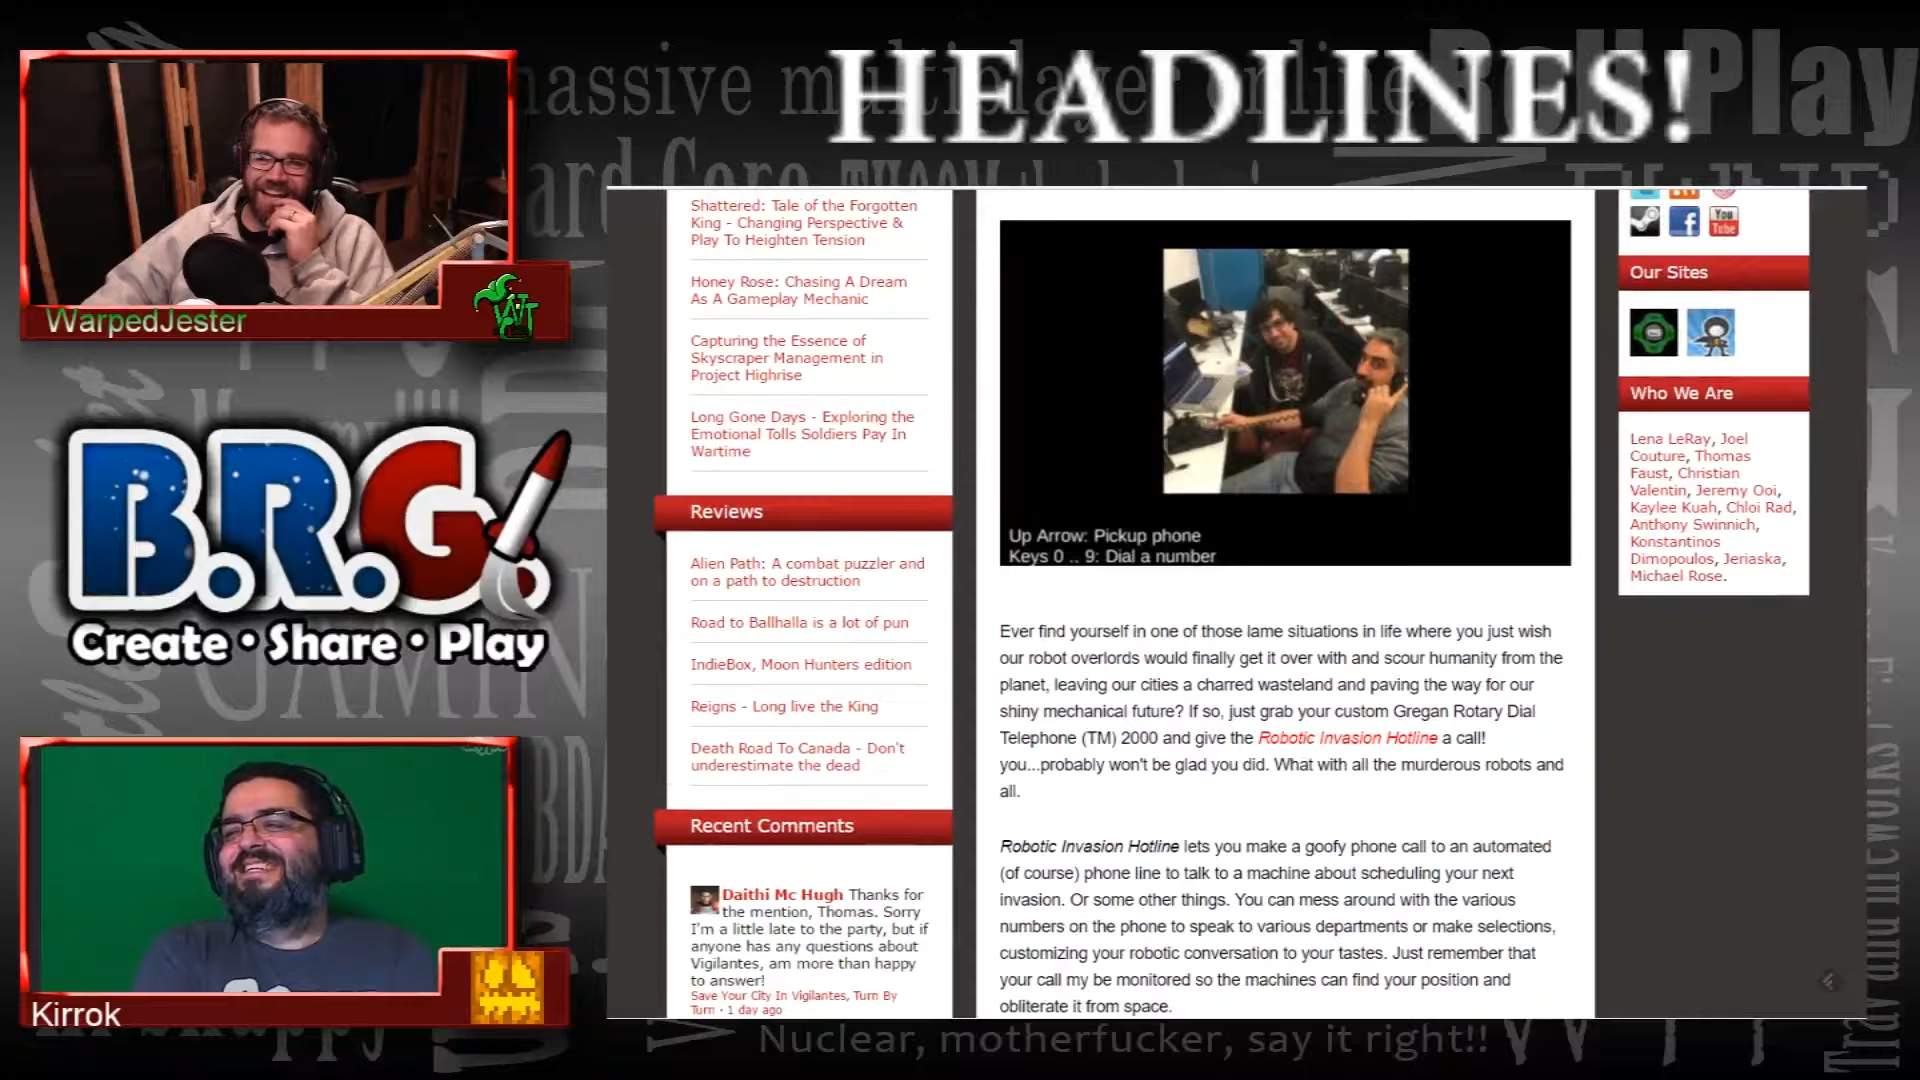 HEADLINES!
massive multiplayer online
Roll Play
WarpedJester
B.R.G.
Create • Share • Play
Kirrok
Shattered: Tale of the Forgotten
King - Changing Perspective &
Play To Heighten Tension
Honey Rose: Chasing A Dream
As A Gameplay Mechanic
Capturing the Essence of
Skyscraper Management in
Project Highrise
Long Gone Days - Exploring the
Emotional Tolls Soldiers Pay In
Wartime
Reviews
Alien Path: A combat puzzler and
on a path to destruction
Road to Ballhalla is a lot of pun
IndieBox, Moon Hunters edition
Reigns - Long live the King
Death Road To Canada - Don't
underestimate the dead
Recent Comments
Daithi Mc Hugh Thanks for
the mention, Thomas. Sorry
I'm a little late to the party, but if
anyone has any questions about
Vigilantes, am more than happy
to answer!
Save Your City In Vigilantes, Turn By
Turn · 1 day ago
Up Arrow: Pickup phone
Keys 0 .. 9: Dial a number
Ever find yourself in one of those lame situations in life where you just wish
our robot overlords would finally get it over with and scour humanity from the
planet, leaving our cities a charred wasteland and paving the way for our
shiny mechanical future? If so, just grab your custom Gregan Rotary Dial
Telephone (TM) 2000 and give the Robotic Invasion Hotline a call!
you...probably won't be glad you did. What with all the murderous robots and
all.
Robotic Invasion Hotline lets you make a goofy phone call to an automated
(of course) phone line to talk to a machine about scheduling your next
invasion. Or some other things. You can mess around with the various
numbers on the phone to speak to various departments or make selections,
customizing your robotic conversation to your tastes. Just remember that
your call my be monitored so the machines can find your position and
obliterate it from space.
You
Tube
Our Sites
Who We Are
Lena LeRay, Joel
Couture, Thomas
Faust, Christian
Valentin, Jeremy Ooi,
Kaylee Kuah, Chloi Rad,
Anthony Swinnich,
Konstantinos
Dimopoulos, Jeriaska,
Michael Rose.
Nuclear, motherfucker, say it right!!